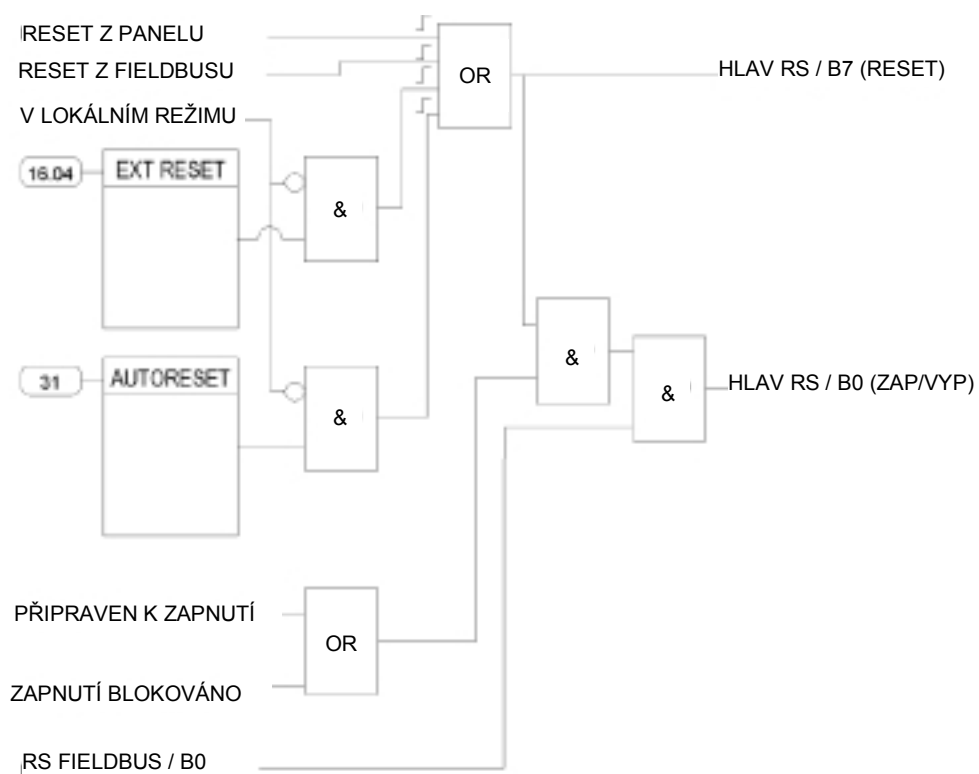 RESET Z PANELU
RESET Z FIELDBUSU
OR
HLAV RS / B7 (RESET)
V LOKÁLNÍM REŽIMU
16.04
EXT RESET
&
&
&
31
AUTORESET
&
HLAV RS / B0 (ZAP/VYP)
PŘIPRAVEN K ZAPNUTÍ
OR
ZAPNUTÍ BLOKOVÁNO
RS FIELDBUS / B0